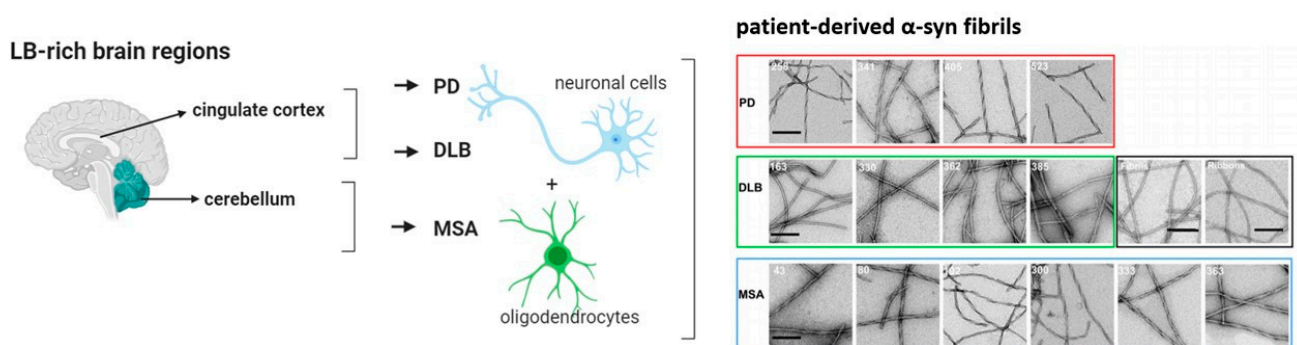 LB-rich brain regions
cingulate cortex
cerebellum
PD
DLB
MSA
neuronal cells
+
oligodendrocytes
patient-derived α-syn fibrils
PD
341
405
523
DLB
163
330
362
385
Fibrils
Ribbons
MSA
43
80
192
300
333
363